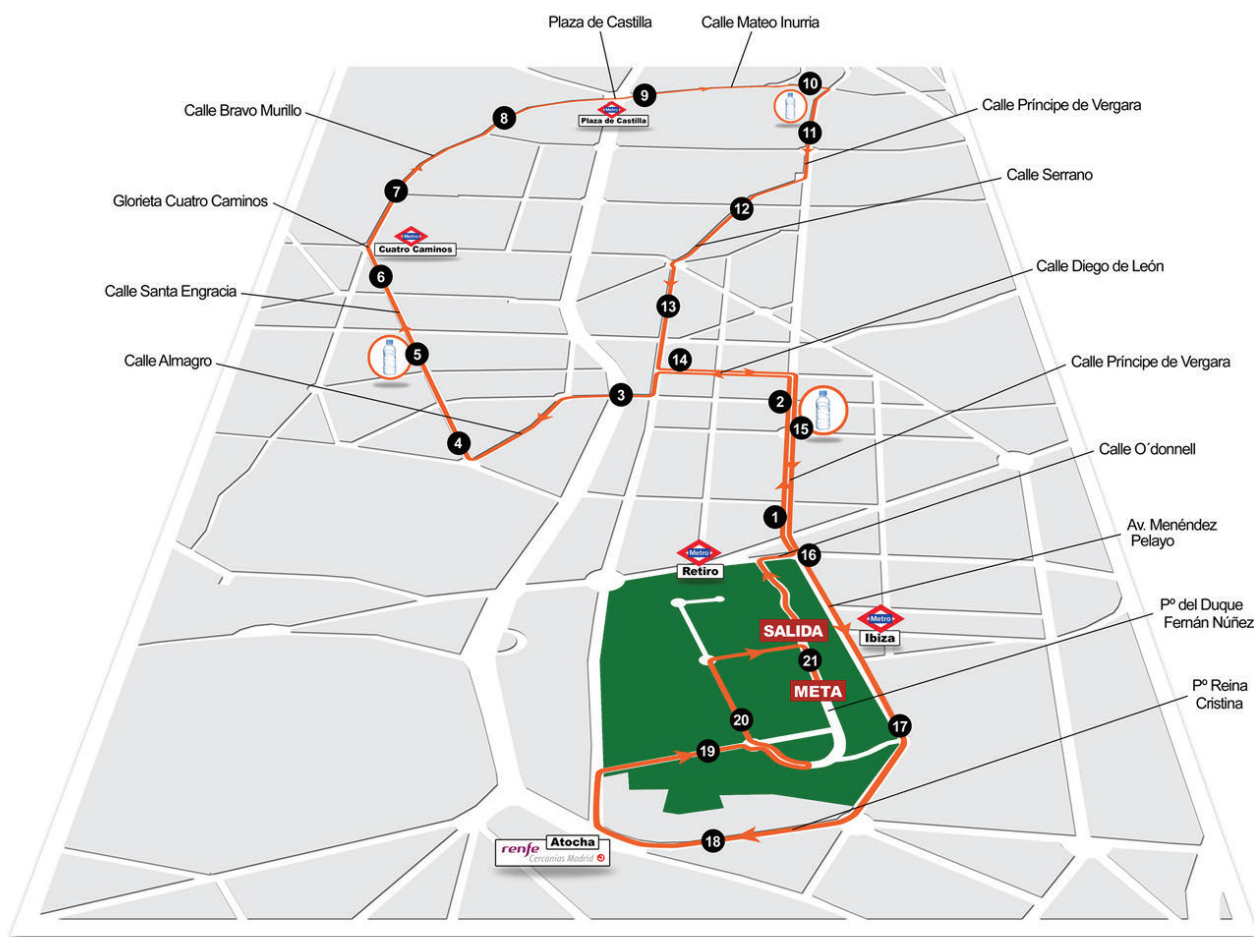 Plaza de Castilla
Calle Mateo Inurria
10
9
Calle Bravo Murillo
8
Metro
Plaza de Castilla
Calle Príncipe de Vergara
11
7
Calle Serrano
Glorieta Cuatro Caminos
12
Metro
Cuatro Caminos
6
Calle Diego de León
Calle Santa Engracia
13
Calle Almagro
5
14
Calle Príncipe de Vergara
3
2
15
4
Calle O´donnell
1
Av. Menéndez
Pelayo
Metro
Retiro
16
Pº del Duque
Fernán Núñez
Metro
Ibiza
SALIDA
21
META
Pº Reina
Cristina
20
17
19
18
Atocha
renfe
Cercanías Madrid